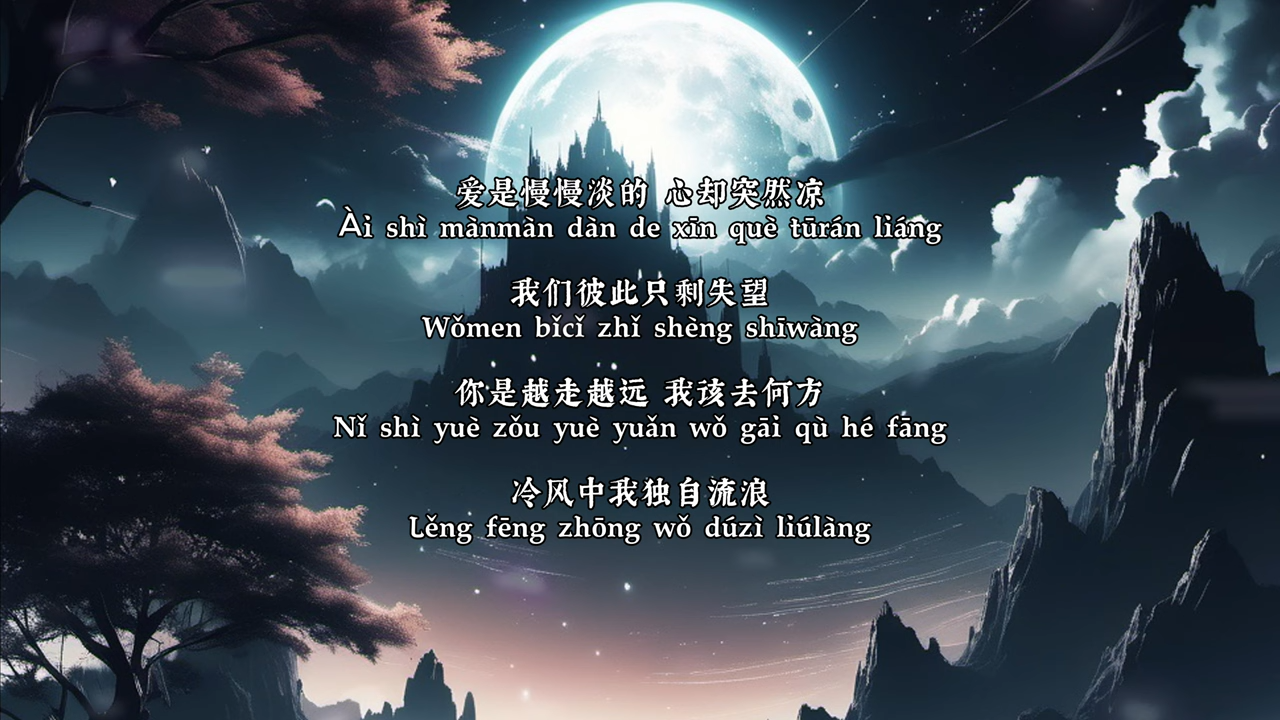 爱是慢慢淡的 心却突然凉
Ài shì mànmàn dàn de xīn què tūrán liáng
我们彼此只剩失望
Wǒmen bǐcǐ zhǐ shèng shīwàng
你是越走越远 我该去何方
Nǐ shì yuè zǒu yuè yuǎn wǒ gāi qù hé fāng
冷风中我独自流浪
Lěng fēng zhōng wǒ dúzì liúlàng